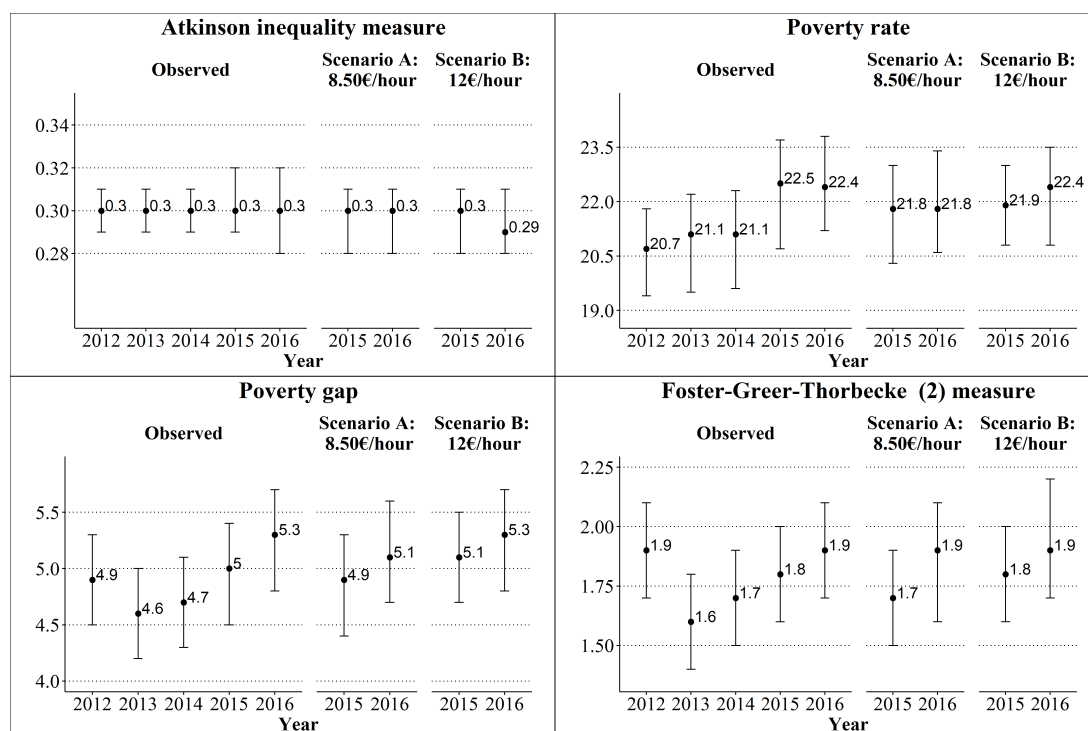 Atkinson inequality measure
Observed
Scenario A:
8.50€/hour
Scenario B:
12€/hour
0.34
0.32
0.30
0.28
0.3
0.3
0.3
0.3
0.3
0.3
0.3
0.3
0.29
2012 2013 2014 2015 2016 2015 2016 2015 2016
Year
Poverty rate
Observed
Scenario A:
8.50€/hour
Scenario B:
12€/hour
23.5
22.0
20.5
19.0
20.7
21.1
21.1
22.5
22.4
21.8
21.8
21.9
22.4
2012 2013 2014 2015 2016 2015 2016 2015 2016
Year
Poverty gap
Observed
Scenario A:
8.50€/hour
Scenario B:
12€/hour
5.5
5.0
4.5
4.0
4.9
4.6
4.7
5
5.3
4.9
5.1
5.1
5.3
2012 2013 2014 2015 2016 2015 2016 2015 2016
Year
Foster-Greer-Thorbecke (2) measure
Observed
Scenario A:
8.50€/hour
Scenario B:
12€/hour
2.25
2.00
1.75
1.50
1.9
1.6
1.7
1.8
1.9
1.7
1.9
1.8
1.9
2012 2013 2014 2015 2016 2015 2016 2015 2016
Year